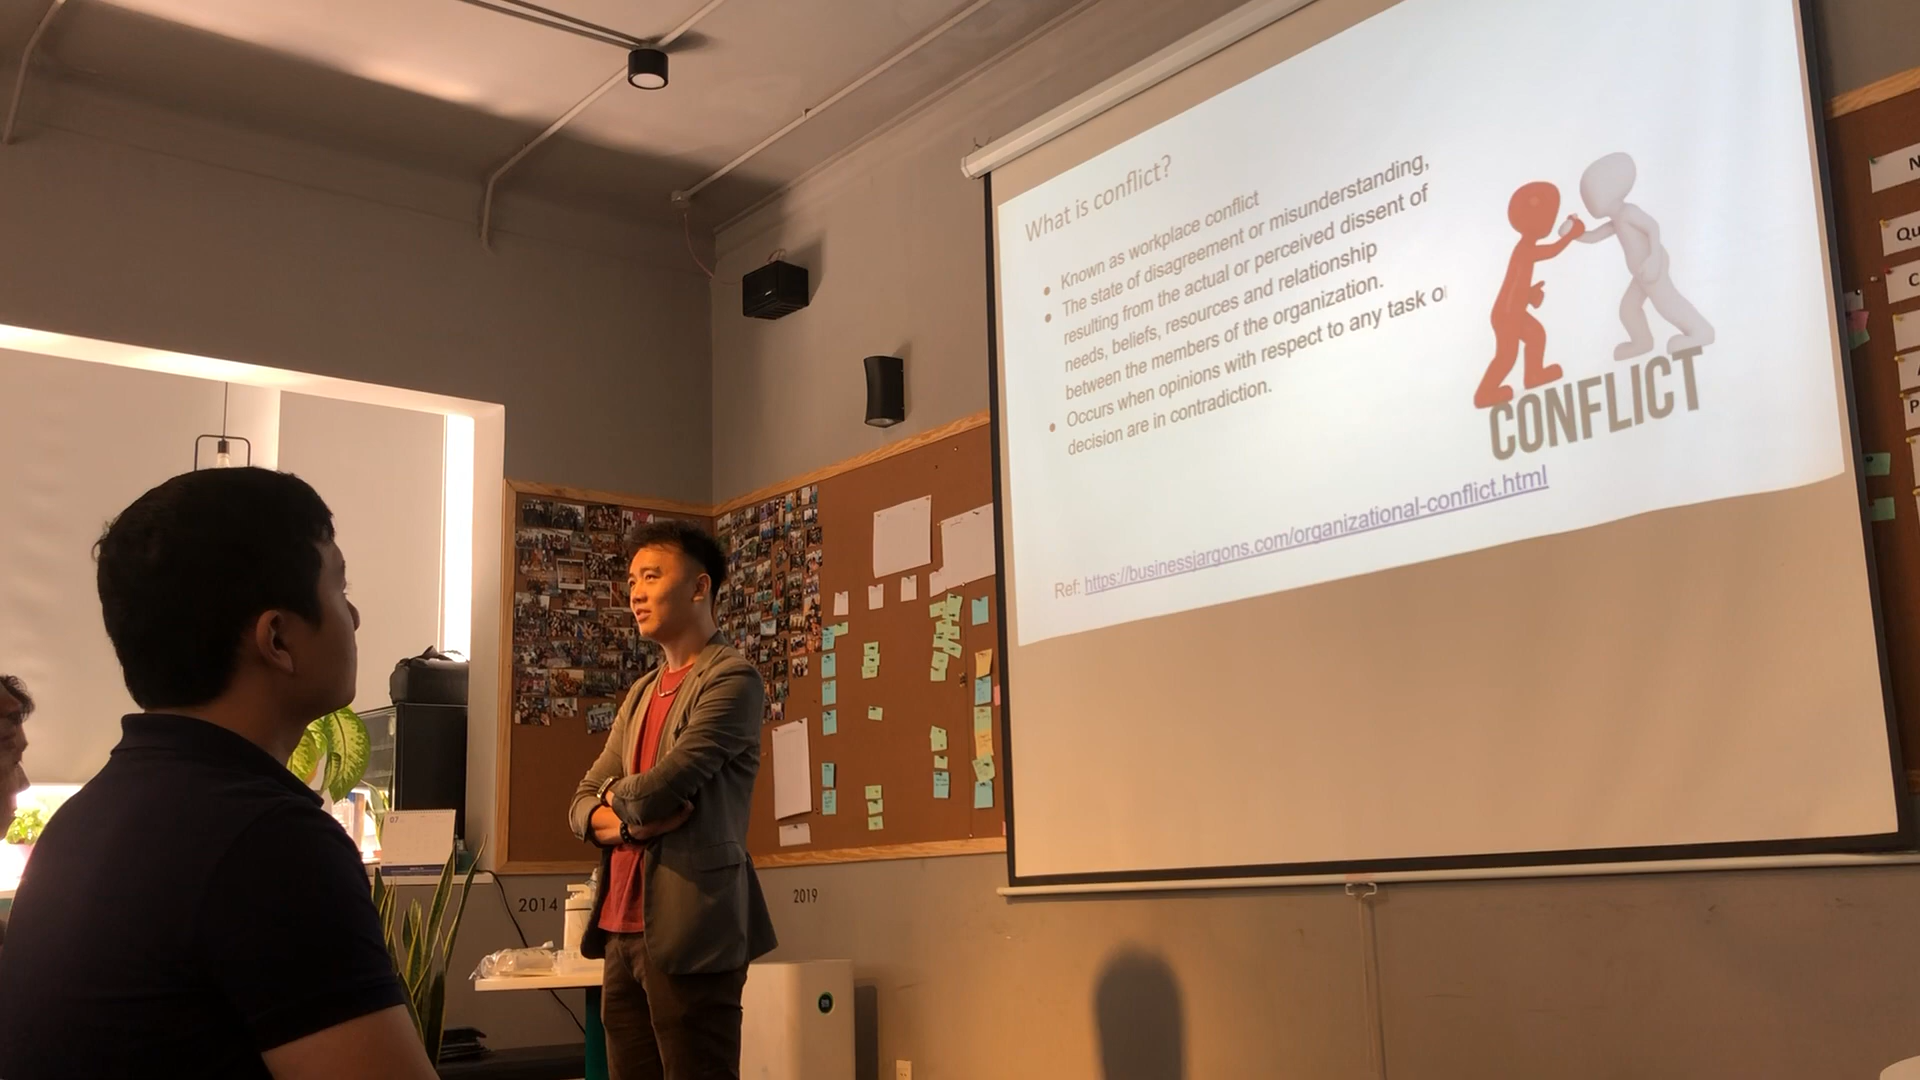 What is conflict?
Known as workplace conflict
The state of disagreement or misunderstanding,
resulting from the actual or perceived dissent of
needs, beliefs, resources and relationship
between the members of the organization.
Occurs when opinions with respect to any task o
decision are in contradiction.
CONFLICT
Ref: https://businessjargons.com/organizational-conflict.html
07
2014
2019